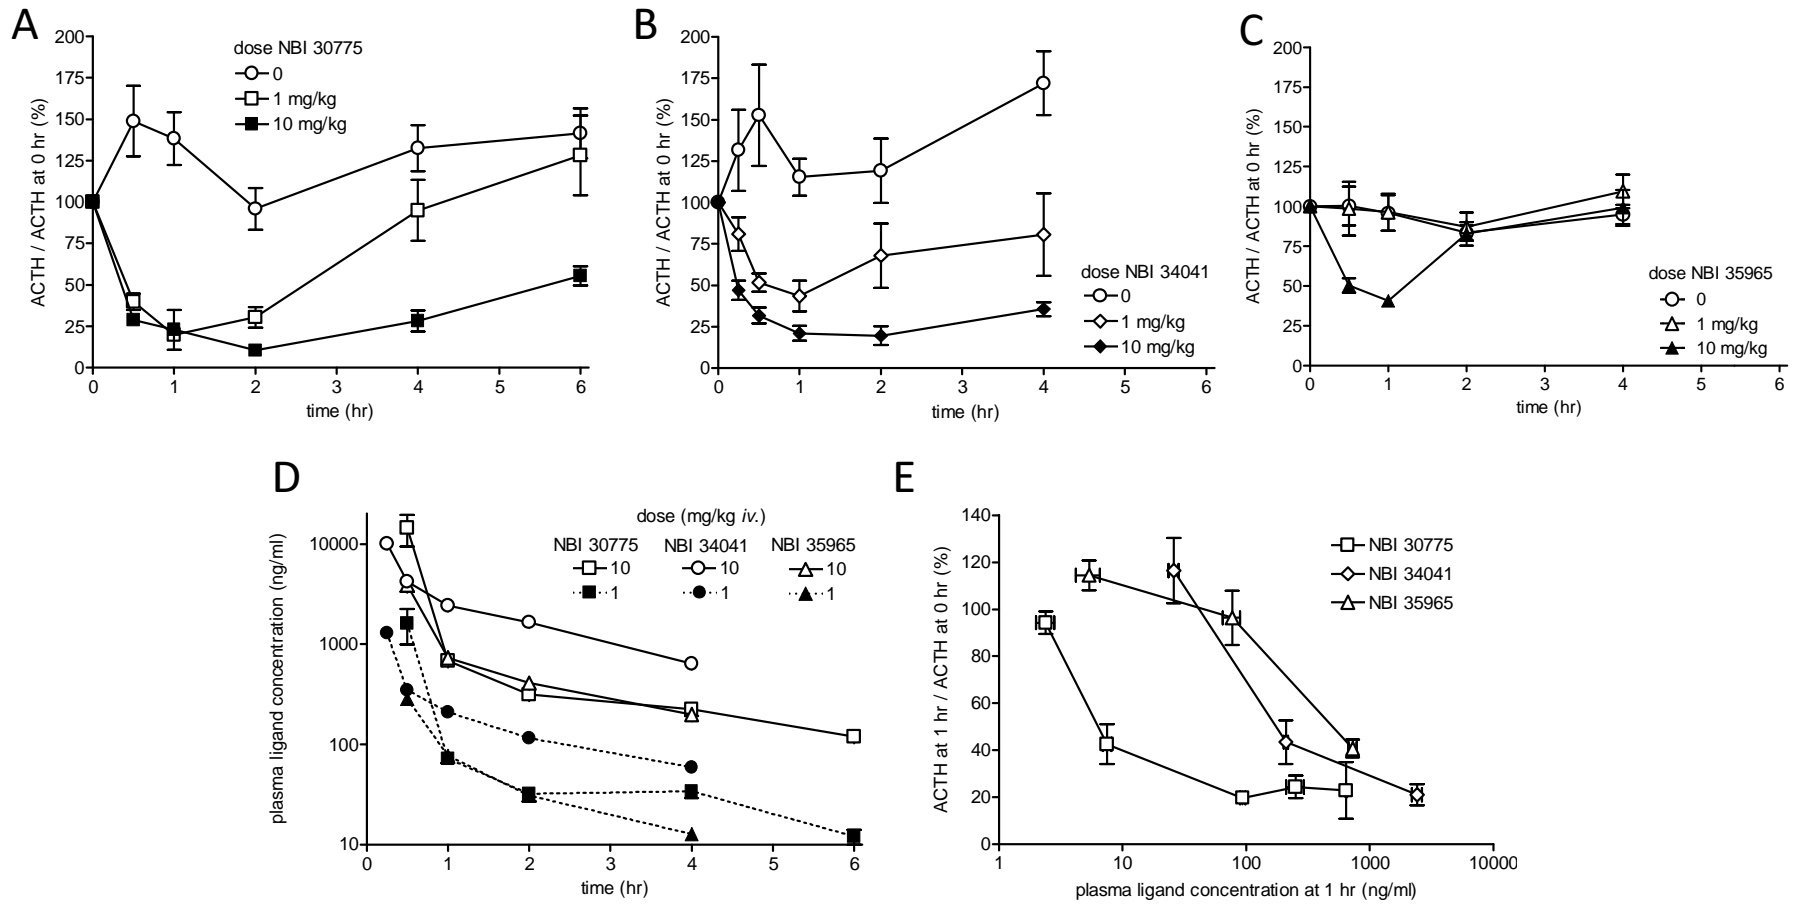 A
200
175
150
125
100
75
50
25
0
ACTH / ACTH at 0 hr (%)
dose NBI 30775
0
1 mg/kg
10 mg/kg
0 1 2 3 4 5 6
time (hr)
B
200
175
150
125
100
75
50
25
0
ACTH / ACTH at 0 hr (%)
dose NBI 34041
0
1 mg/kg
10 mg/kg
0 1 2 3 4 5 6
time (hr)
C
200
175
150
125
100
75
50
25
0
ACTH / ACTH at 0 hr (%)
dose NBI 35965
0
1 mg/kg
10 mg/kg
0 1 2 3 4 5 6
time (hr)
D
10000
1000
100
10
plasma ligand concentration (ng/ml)
dose (mg/kg iv.)
NBI 30775 NBI 34041 NBI 35965
10 10 10
1 1 1
0 1 2 3 4 5 6
time (hr)
E
140
120
100
80
60
40
20
0
ACTH at 1 hr / ACTH at 0 hr (%)
NBI 30775
NBI 34041
NBI 35965
1 10 100 1000 10000
plasma ligand concentration at 1 hr (ng/ml)